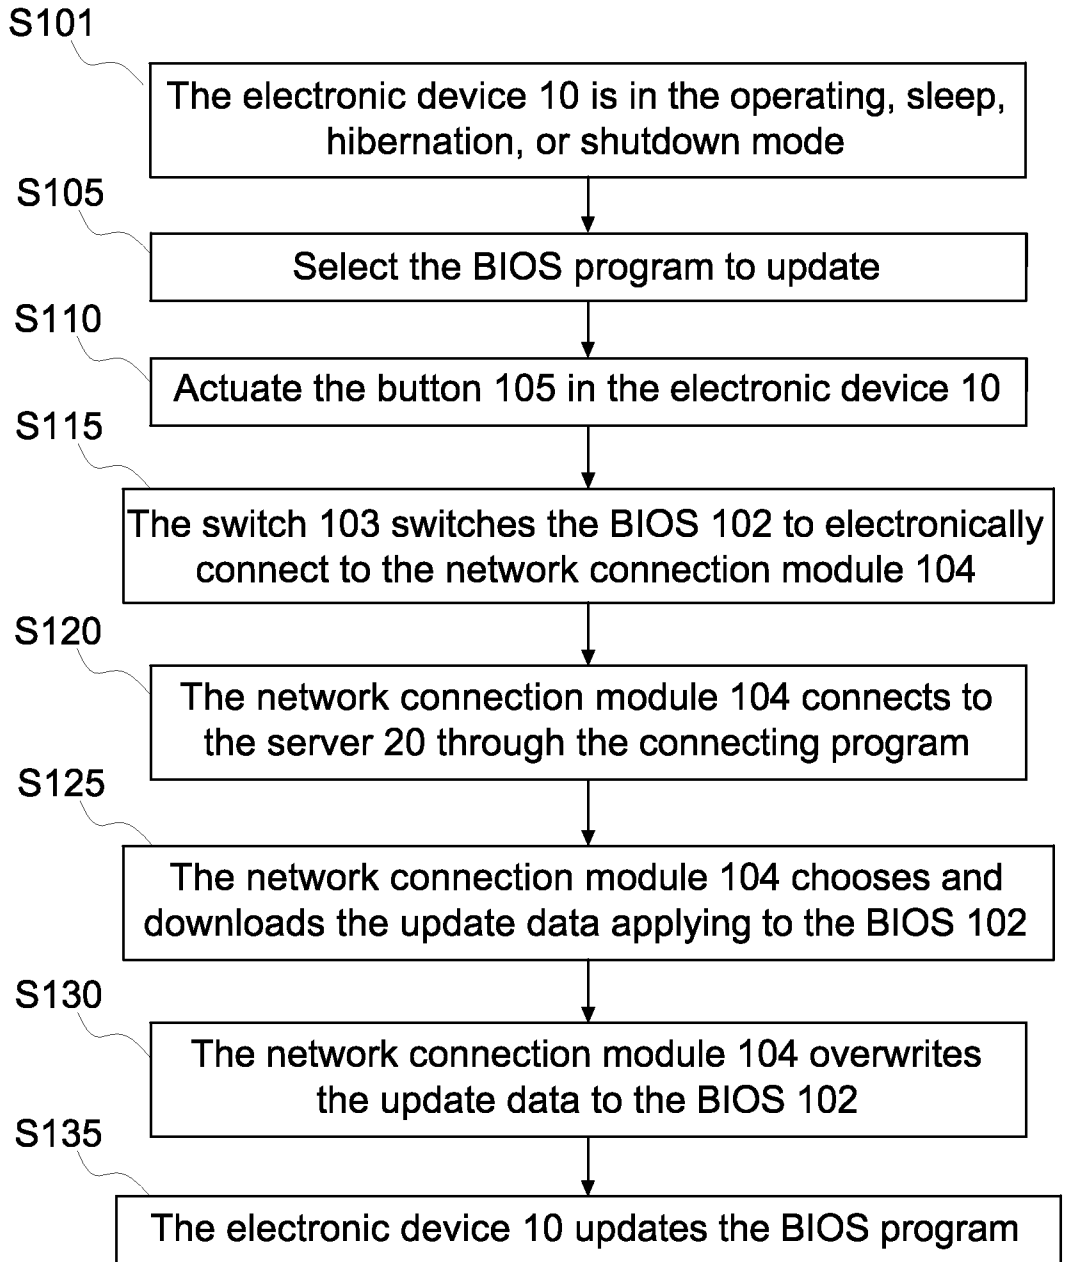 S101
The electronic device 10 is in the operating, sleep,
hibernation, or shutdown mode
S105
Select the BIOS program to update
S110
Actuate the button 105 in the electronic device 10
S115
The switch 103 switches the BIOS 102 to electronically
connect to the network connection module 104
S120
The network connection module 104 connects to
the server 20 through the connecting program
S125
The network connection module 104 chooses and
downloads the update data applying to the BIOS 102
S130
The network connection module 104 overwrites
the update data to the BIOS 102
S135
The electronic device 10 updates the BIOS program